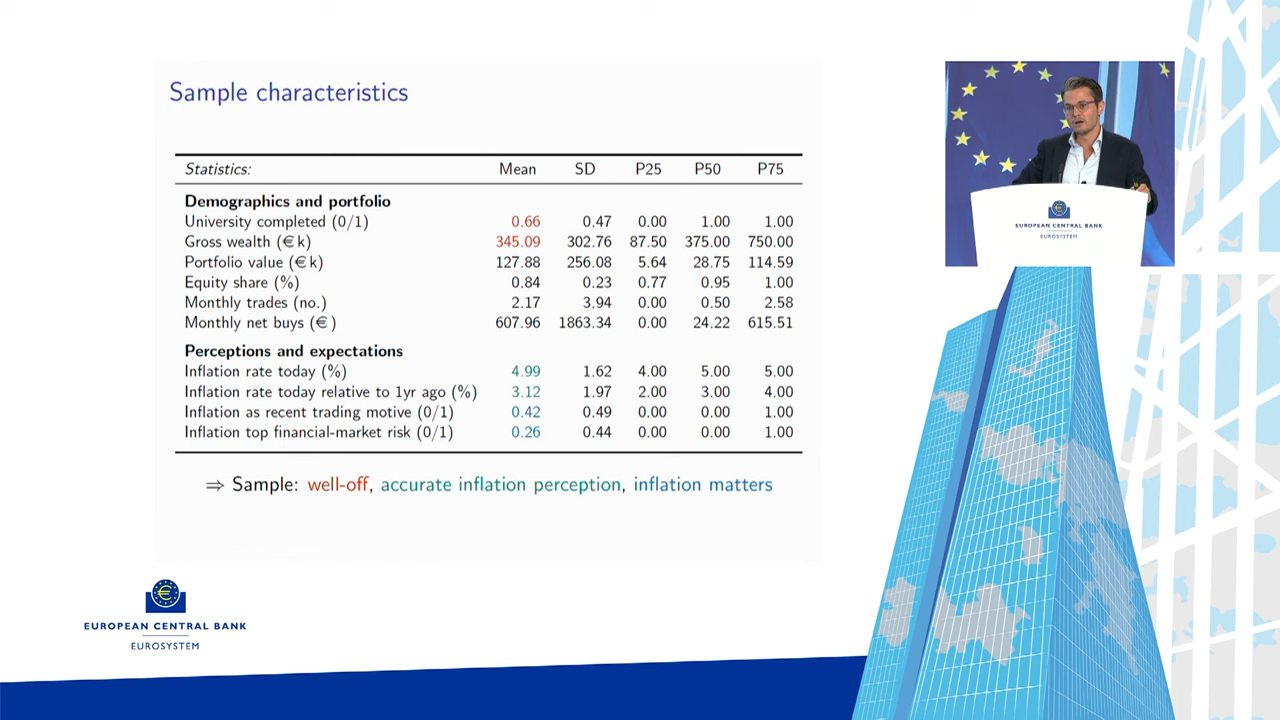 Sample characteristics
Statistics: Mean SD P25 P50 P75
Demographics and portfolio
University completed (0/1) 0.66 0.47 0.00 1.00 1.00
Gross wealth (€k) 345.09 302.76 87.50 375.00 750.00
Portfolio value (€k) 127.88 256.08 5.64 28.75 114.59
Equity share (%) 0.84 0.23 0.77 0.95 1.00
Monthly trades (no.) 2.17 3.94 0.00 0.50 2.58
Monthly net buys (€) 607.96 1863.34 0.00 24.22 615.51
Perceptions and expectations
Inflation rate today (%) 4.99 1.62 4.00 5.00 5.00
Inflation rate today relative to 1yr ago (%) 3.12 1.97 2.00 3.00 4.00
Inflation as recent trading motive (0/1) 0.42 0.49 0.00 0.00 1.00
Inflation top financial-market risk (0/1) 0.26 0.44 0.00 0.00 1.00
⇒ Sample: well-off, accurate inflation perception, inflation matters
EUROPEAN CENTRAL BANK
EUROSYSTEM
EUROPEAN CENTRAL BANK
EUROSYSTEM